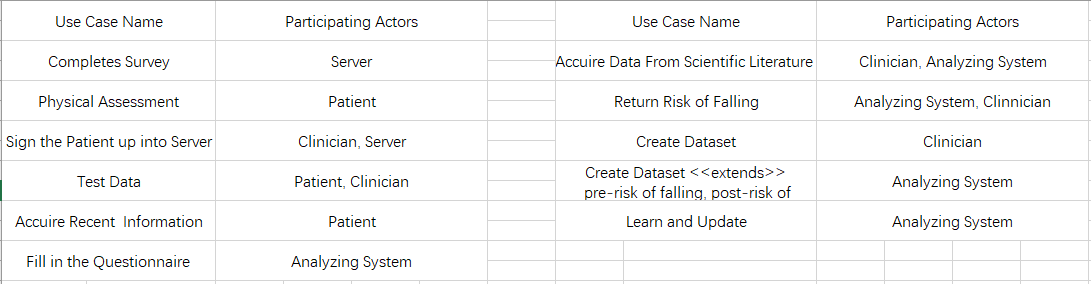 Use Case Name Participating Actors
Completes Survey Server
Physical Assessment Patient
Sign the Patient up into Server Clinician, Server
Test Data Patient, Clinician
Accuire Recent  Information Patient
Fill in the Questionnaire Analyzing System
Use Case Name Participating Actors
Accuire Data From Scientific Literature Clinician, Analyzing System
Return Risk of Falling Analyzing System, Clinnician
Create Dataset Clinician
Create Dataset <<extends>>
pre-risk of falling, post-risk of
Analyzing System
Learn and Update Analyzing System